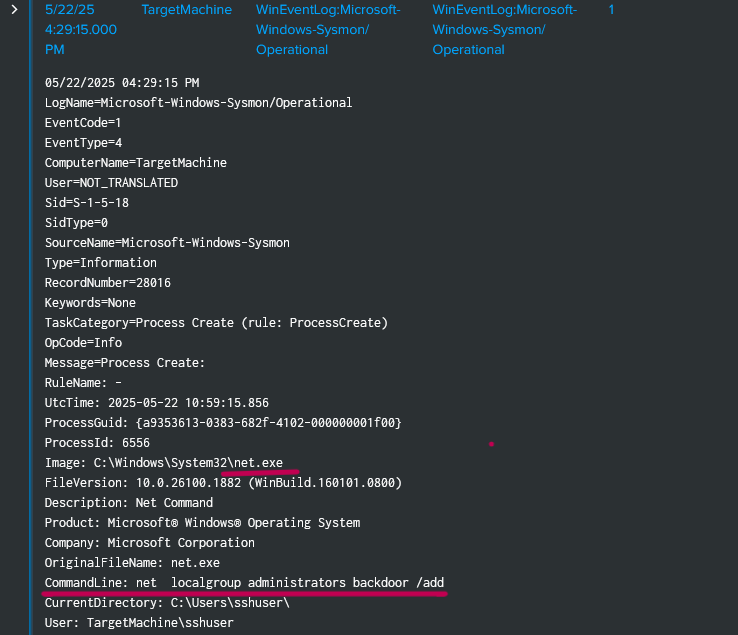 5/22/25 TargetMachine WinEventLog:Microsoft- WinEventLog:Microsoft- 1
4:29:15.000 Windows-Sysmon/ Windows-Sysmon/
PM Operational Operational
05/22/2025 04:29:15 PM
LogName=Microsoft-Windows-Sysmon/Operational
EventCode=1
EventType=4
ComputerName=TargetMachine
User=NOT_TRANSLATED
Sid=S-1-5-18
SidType=0
SourceName=Microsoft-Windows-Sysmon
Type=Information
RecordNumber=28016
Keywords=None
TaskCategory=Process Create (rule: ProcessCreate)
OpCode=Info
Message=Process Create:
RuleName: -
UtcTime: 2025-05-22 10:59:15.856
ProcessGuid: {a9353613-0383-682f-4102-000000001f00}
ProcessId: 6556
Image: C:\Windows\System32\net.exe
FileVersion: 10.0.26100.1882 (WinBuild.160101.0800)
Description: Net Command
Product: Microsoft® Windows® Operating System
Company: Microsoft Corporation
OriginalFileName: net.exe
CommandLine: net  localgroup administrators backdoor /add
CurrentDirectory: C:\Users\sshuser\
User: TargetMachine\sshuser